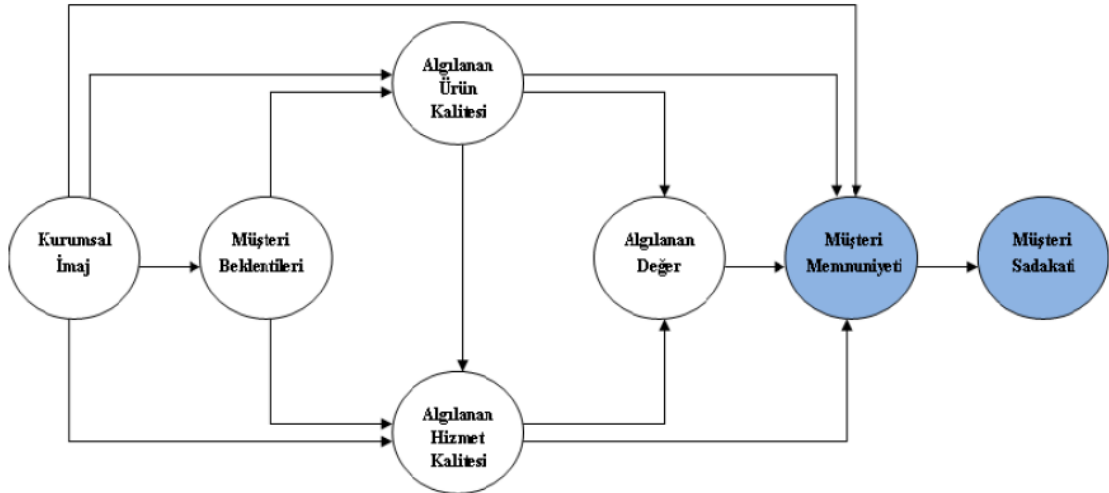 Algılanan
Ürün
Kalitesi
Kurumsal
İmaj
Müşteri
Beklentileri
Algılanan
Değer
Müşteri
Memnuniyeti
Müşteri
Sadakati
Algılanan
Hizmet
Kalitesi